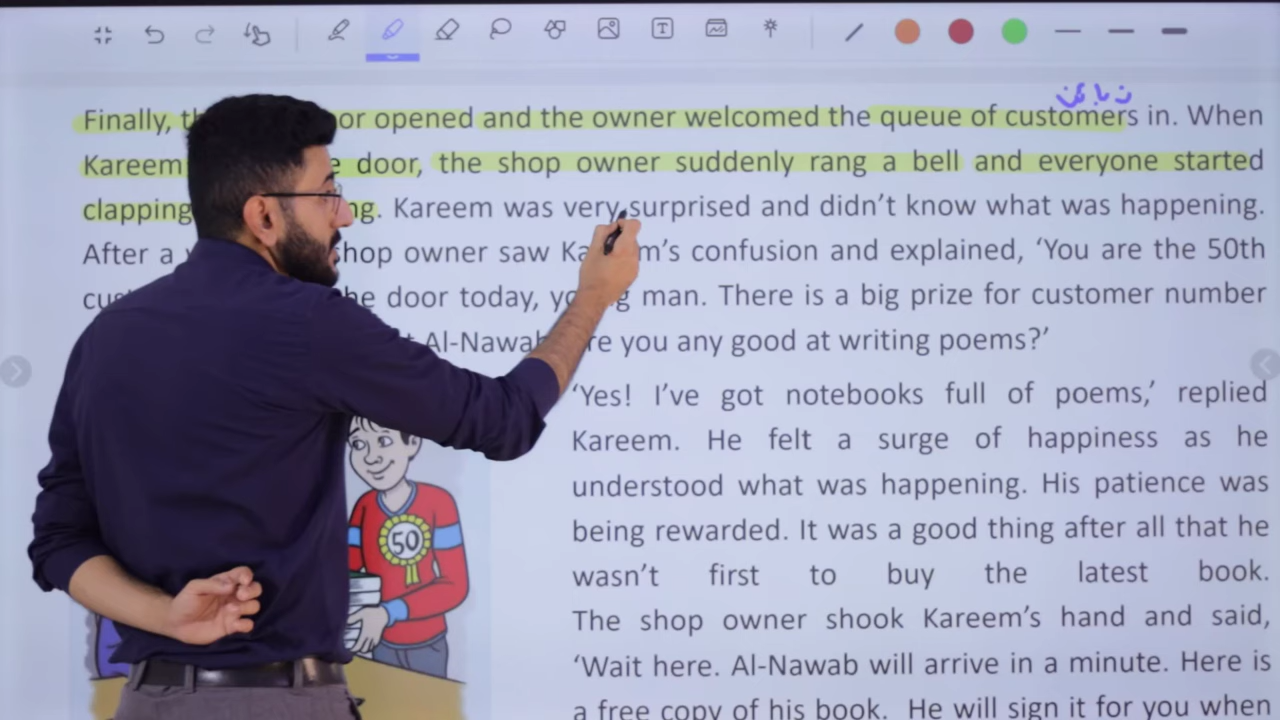 زبائن
Finally, th or opened and the owner welcomed the queue of customers in. When
Kareem e door, the shop owner suddenly rang a bell and everyone started
clapping ng. Kareem was very surprised and didn't know what was happening.
After a shop owner saw Ka m's confusion and explained, 'You are the 50th
cus he door today, yo g man. There is a big prize for customer number
Al-Nawab re you any good at writing poems?'
'Yes! I've got notebooks full of poems,' replied
Kareem. He felt a surge of happiness as he
understood what was happening. His patience was
being rewarded. It was a good thing after all that he
wasn't first to buy the latest book.
The shop owner shook Kareem's hand and said,
'Wait here. Al-Nawab will arrive in a minute. Here is
a free copy of his book. He will sign it for you when
50